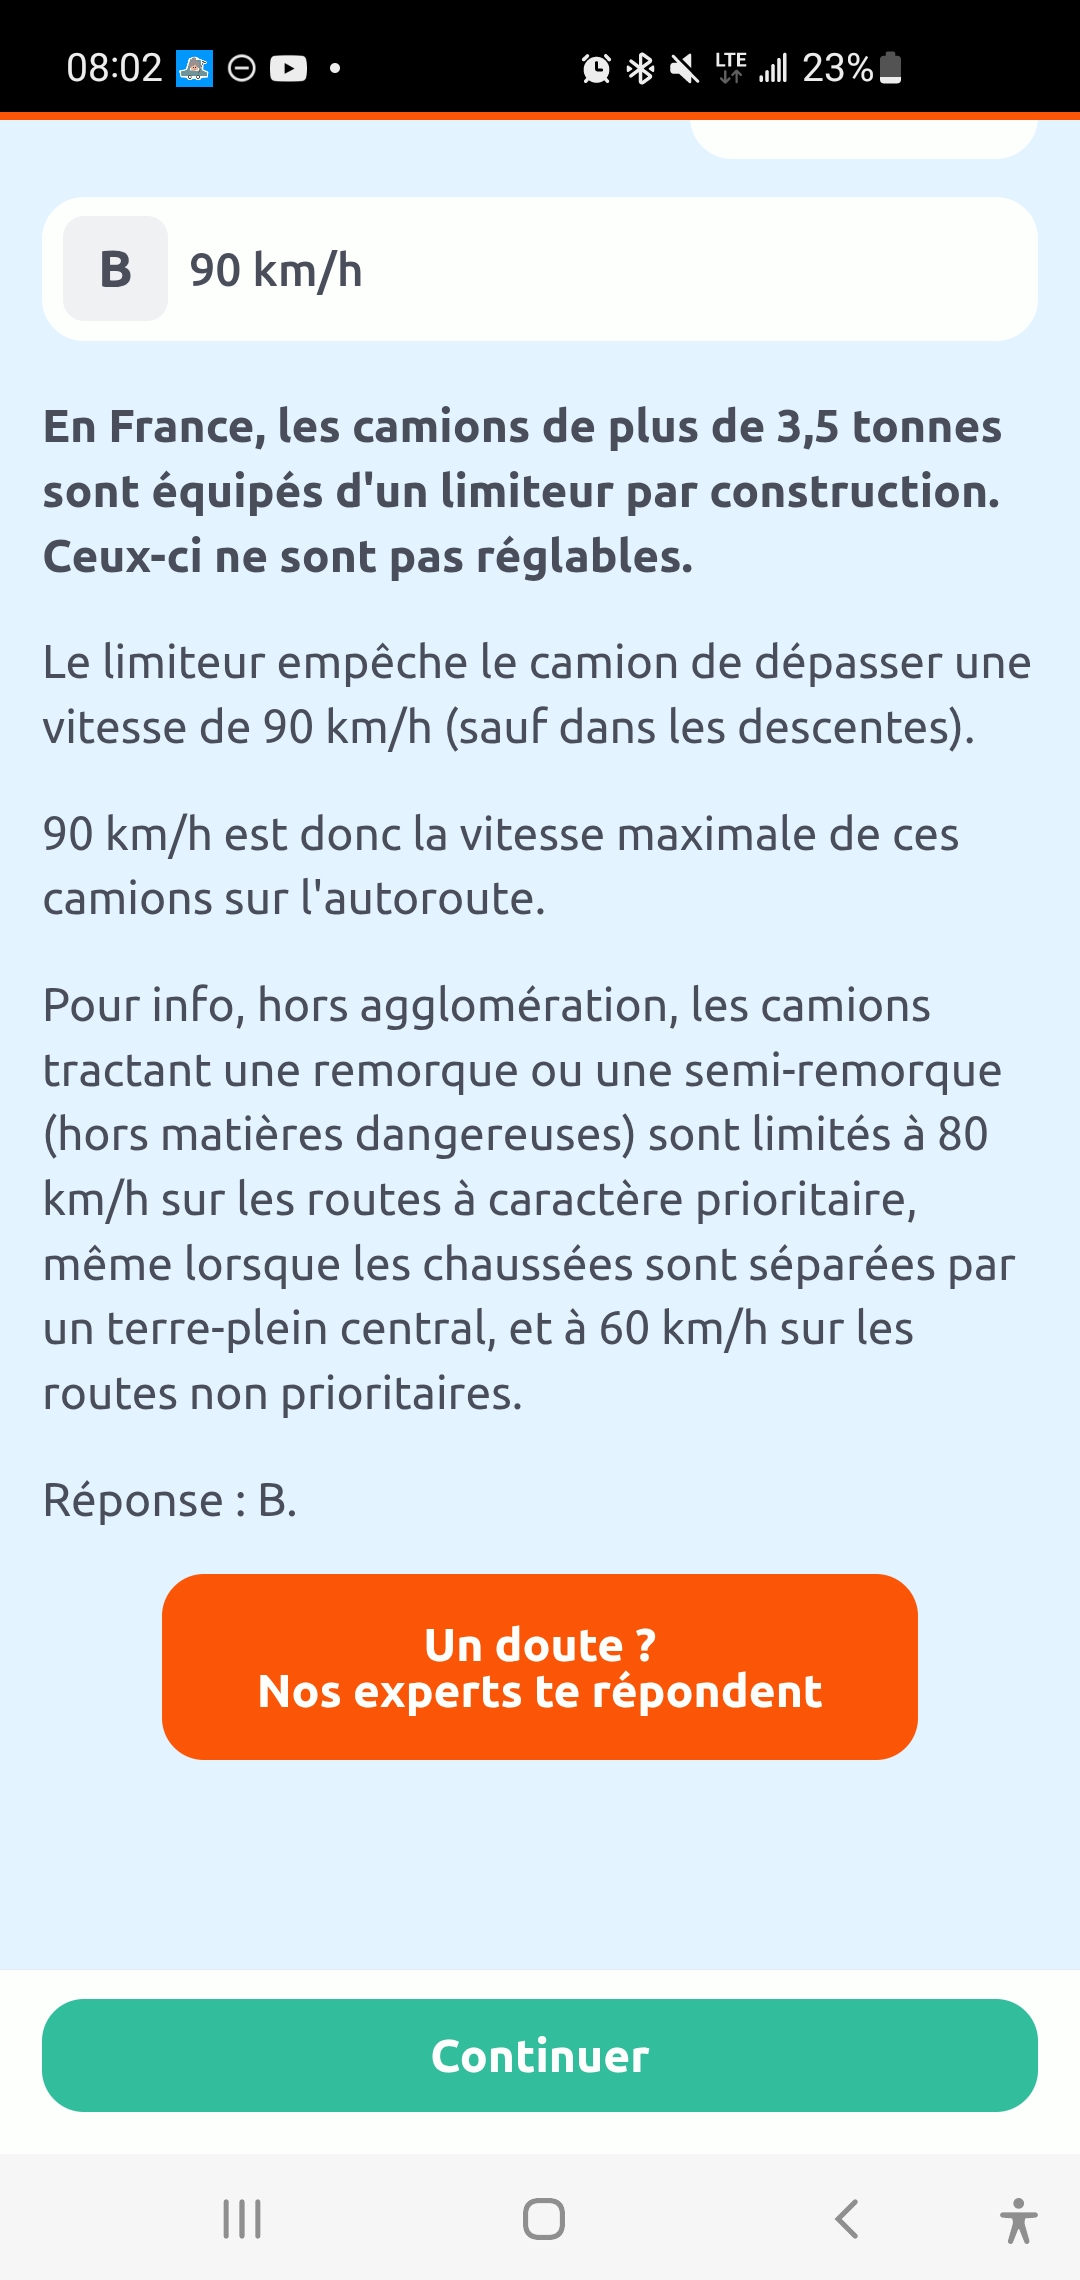 08:02 LTE 23%
B 90 km/h
En France, les camions de plus de 3,5 tonnes
sont équipés d'un limiteur par construction.
Ceux-ci ne sont pas réglables.
Le limiteur empêche le camion de dépasser une
vitesse de 90 km/h (sauf dans les descentes).
90 km/h est donc la vitesse maximale de ces
camions sur l'autoroute.
Pour info, hors agglomération, les camions
tractant une remorque ou une semi-remorque
(hors matières dangereuses) sont limités à 80
km/h sur les routes à caractère prioritaire,
même lorsque les chaussées sont séparées par
un terre-plein central, et à 60 km/h sur les
routes non prioritaires.
Réponse : B.
Un doute ?
Nos experts te répondent
Continuer